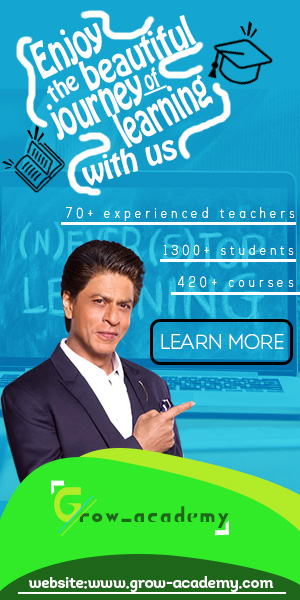 Enjoy
the beautiful
journey of
learning
with us
70+ experienced teachers
1300+ students
(N)EVER (S)TOP
LEARNING
420+ courses
LEARN MORE
Grow_academy
website:www.grow-academy.com